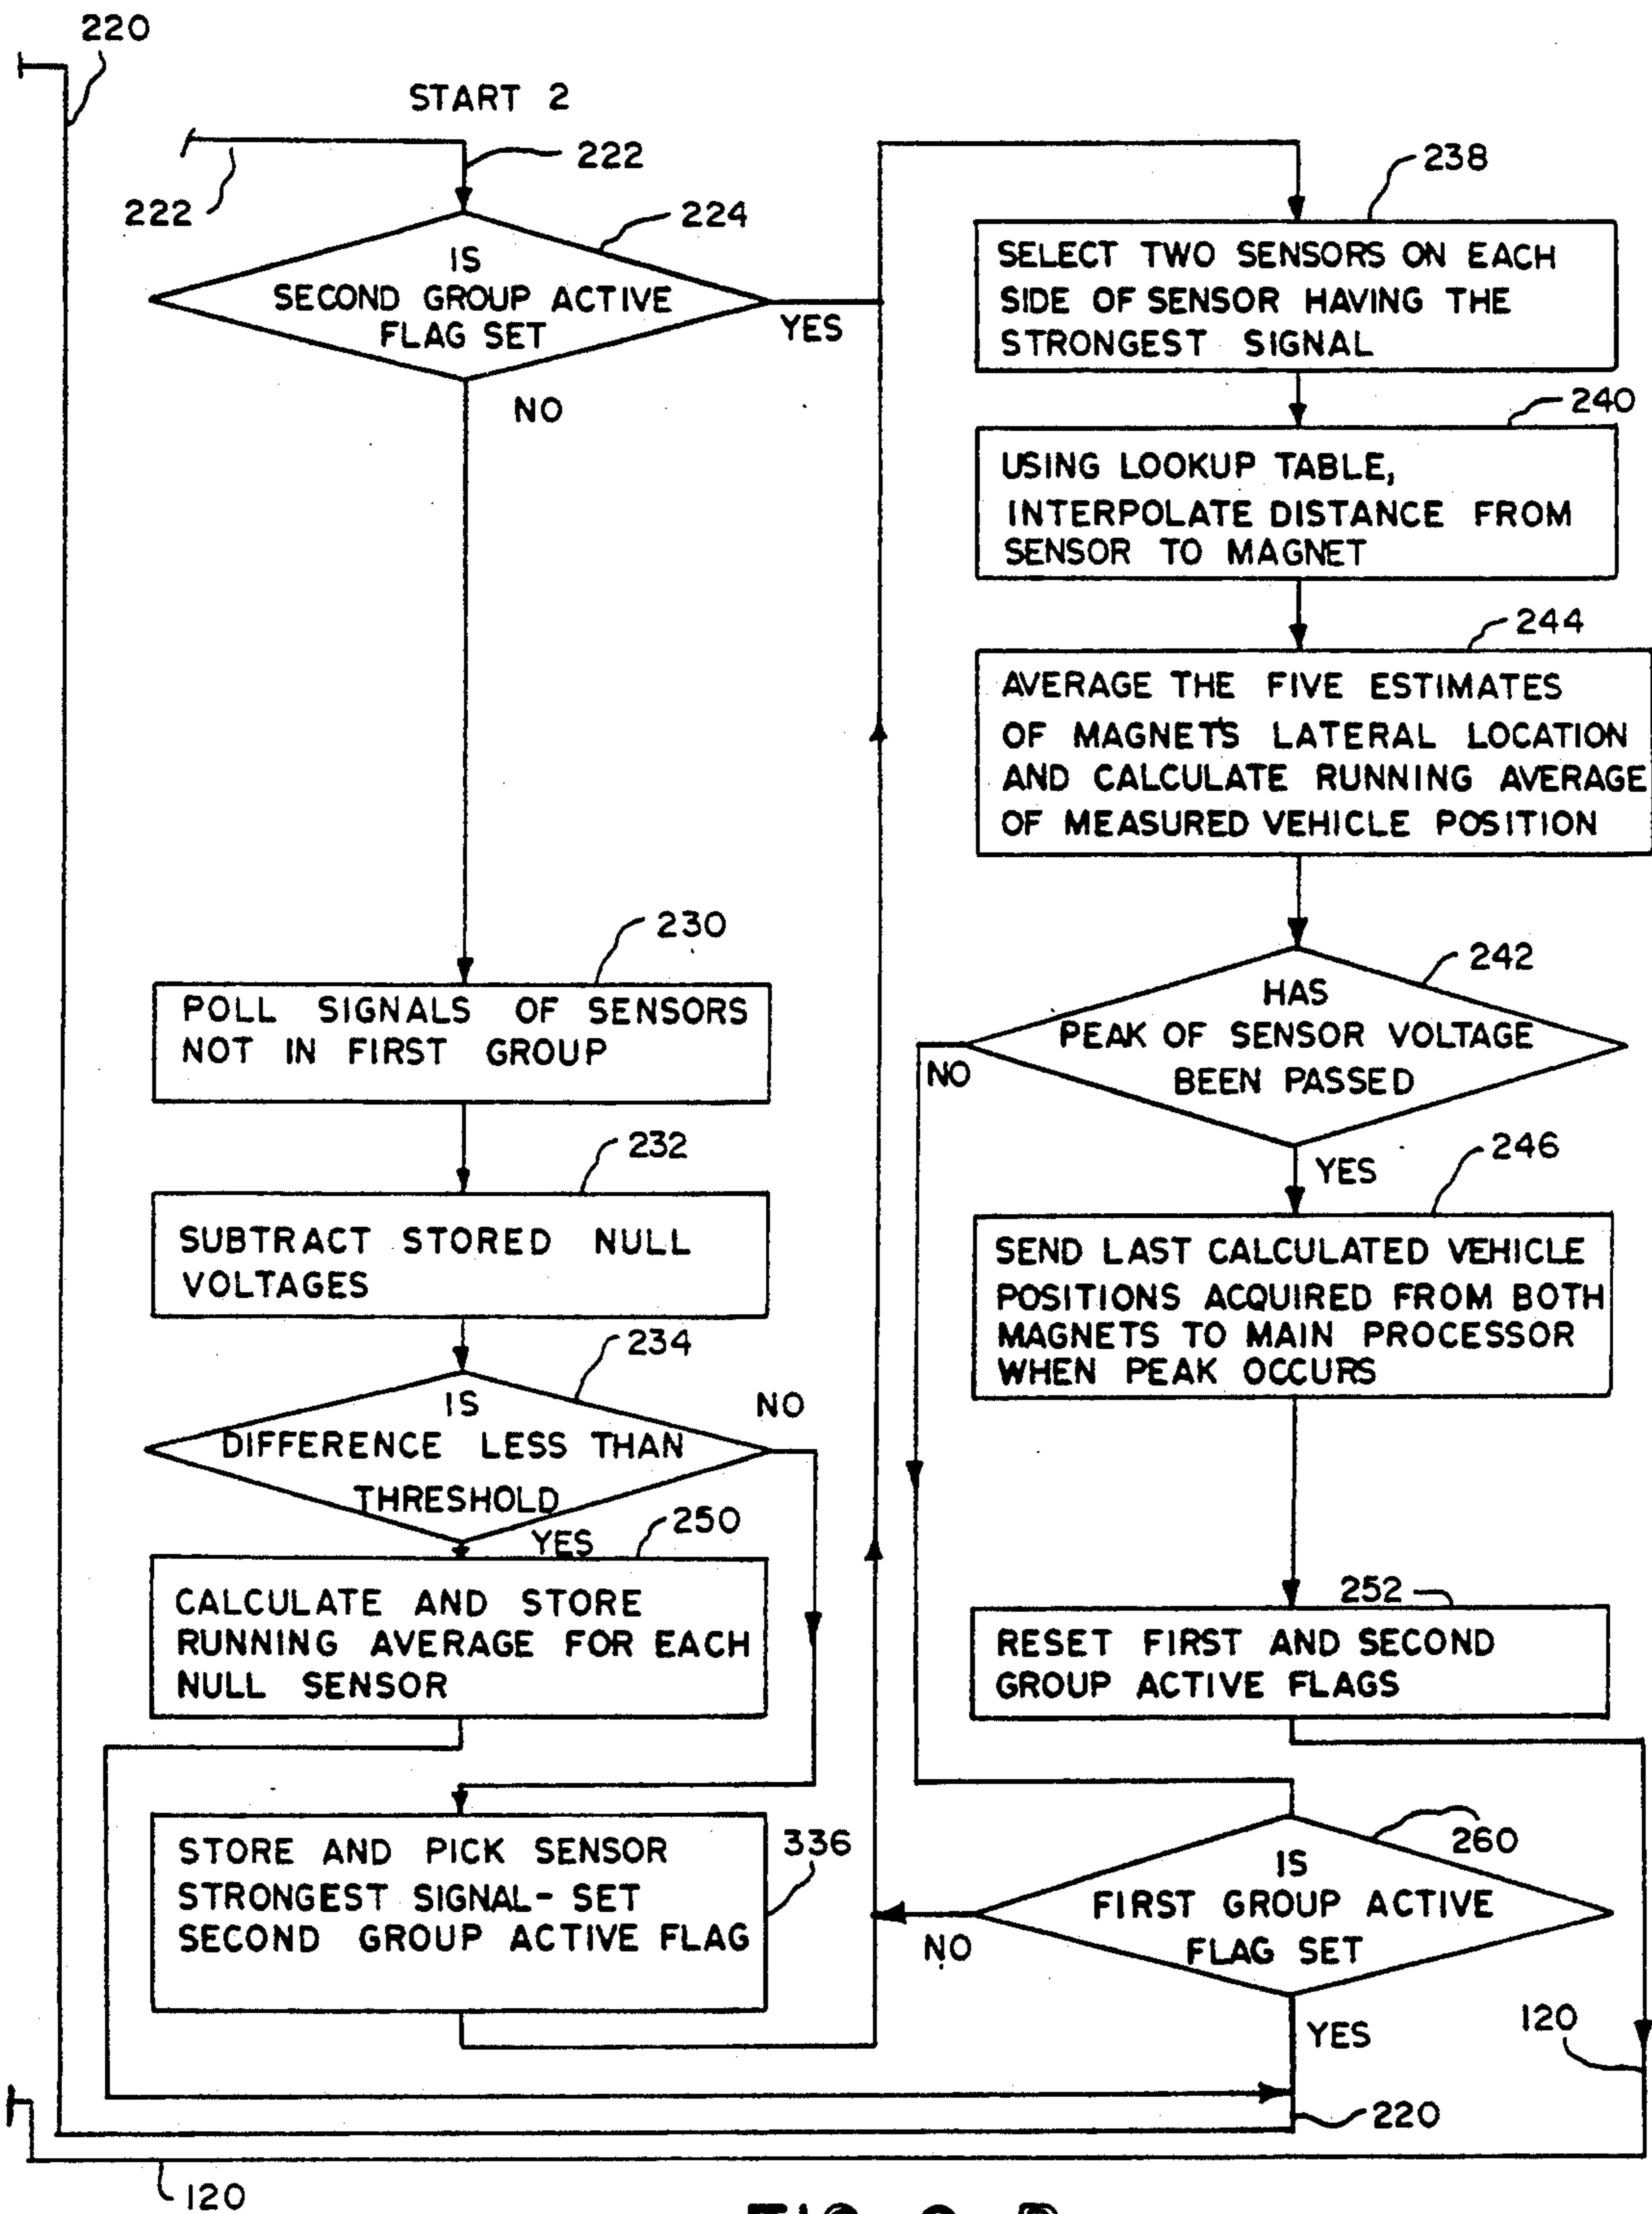 220
START 2
222
222
224
IS
SECOND GROUP ACTIVE
FLAG SET
YES
NO
230
POLL SIGNALS OF SENSORS
NOT IN FIRST GROUP
232
SUBTRACT STORED NULL
VOLTAGES
234
IS
DIFFERENCE LESS THAN
THRESHOLD
NO
YES
250
CALCULATE AND STORE
RUNNING AVERAGE FOR EACH
NULL SENSOR
STORE AND PICK SENSOR
STRONGEST SIGNAL- SET
SECOND GROUP ACTIVE FLAG
336
238
SELECT TWO SENSORS ON EACH
SIDE OF SENSOR HAVING THE
STRONGEST SIGNAL
240
USING LOOKUP TABLE,
INTERPOLATE DISTANCE FROM
SENSOR TO MAGNET
244
AVERAGE THE FIVE ESTIMATES
OF MAGNET'S LATERAL LOCATION
AND CALCULATE RUNNING AVERAGE
OF MEASURED VEHICLE POSITION
242
HAS
PEAK OF SENSOR VOLTAGE
BEEN PASSED
NO
YES
246
SEND LAST CALCULATED VEHICLE
POSITIONS ACQUIRED FROM BOTH
MAGNETS TO MAIN PROCESSOR
WHEN PEAK OCCURS
252
RESET FIRST AND SECOND
GROUP ACTIVE FLAGS
260
IS
FIRST GROUP ACTIVE
FLAG SET
NO
YES
120
220
120